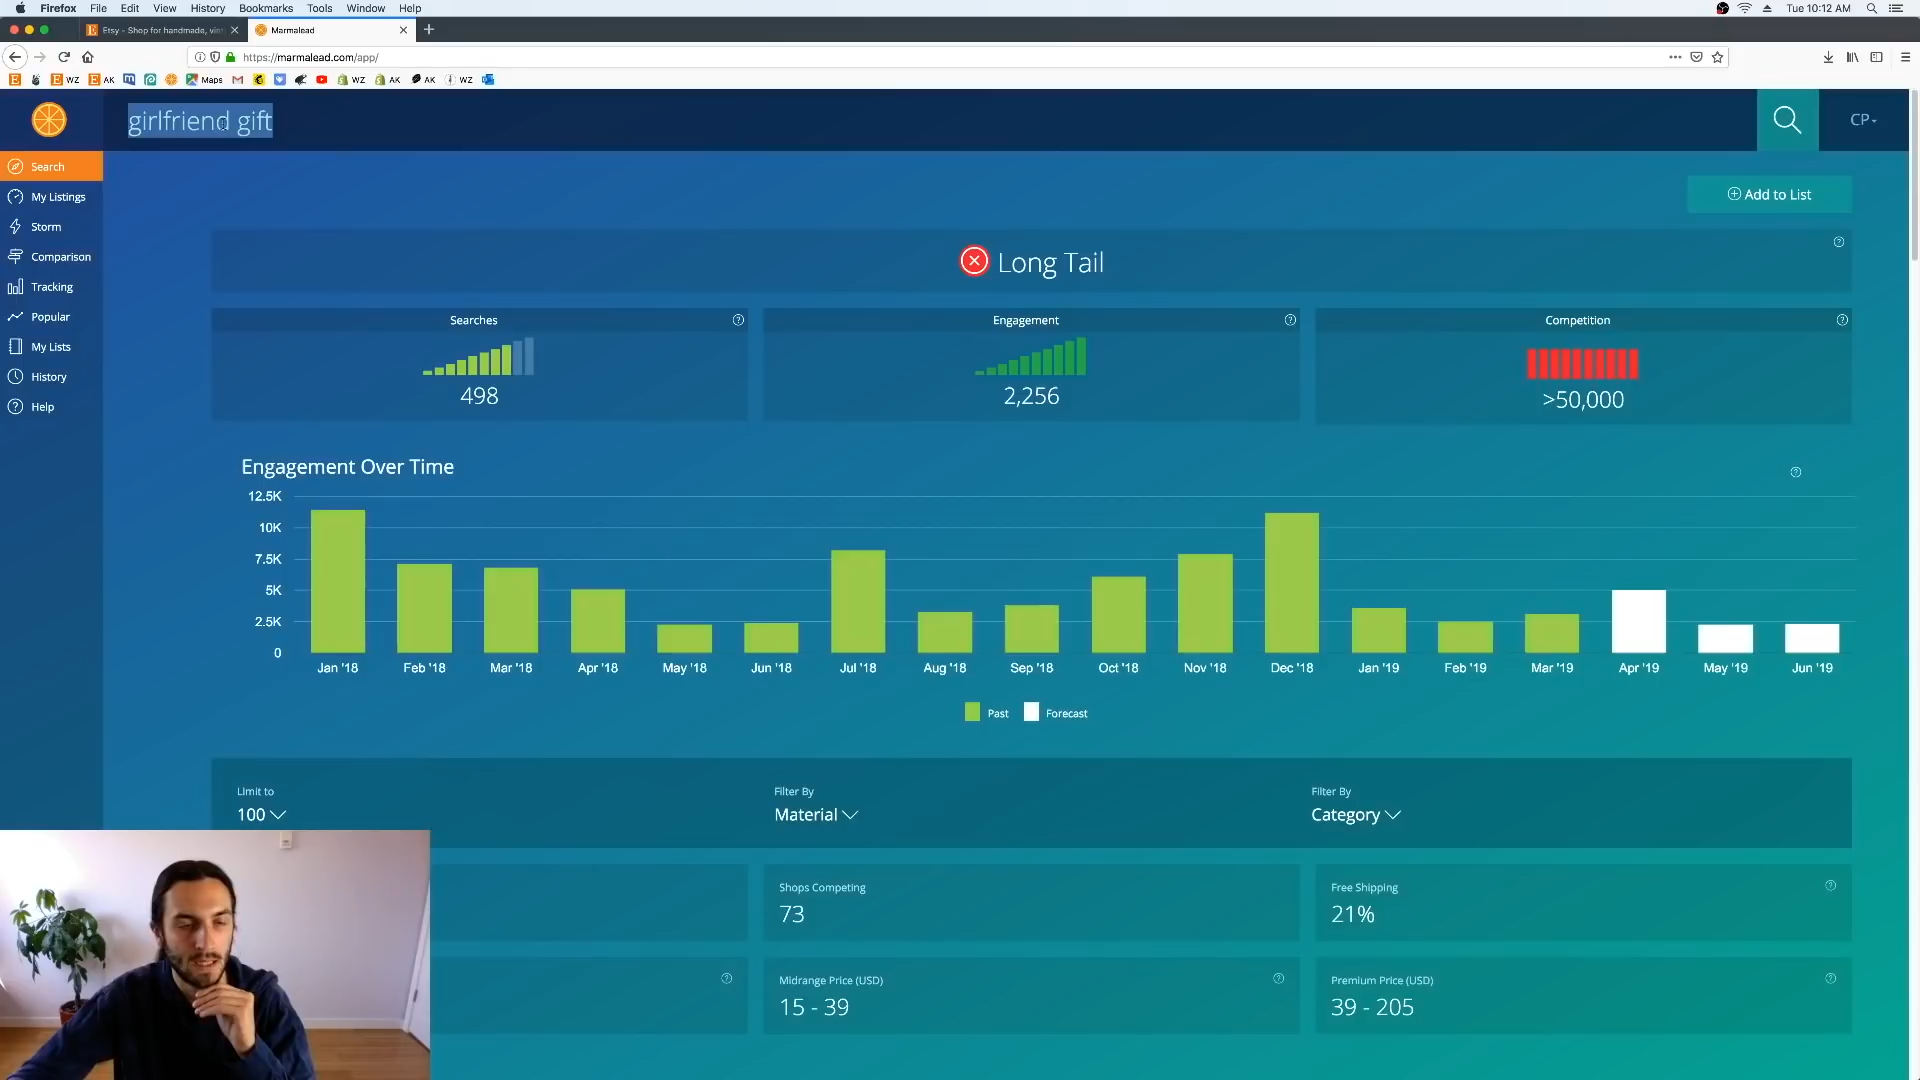 Firefox File Edit View History Bookmarks Tools Window Help Tue 10:12 AM
Etsy - Shop for handmade, vin
Marmalead
https://marmalead.com/app/
WZ AK Maps WZ AK AK WZ
girlfriend gift
CP
Search
My Listings
Storm
Comparison
Tracking
Popular
My Lists
History
Help
Add to List
Long Tail
Searches
498
Engagement
2,256
Competition
>50,000
Engagement Over Time
12.5K
10K
7.5K
5K
2.5K
0
Jan '18 Feb '18 Mar '18 Apr '18 May '18 Jun '18 Jul '18 Aug '18 Sep '18 Oct '18 Nov '18 Dec '18 Jan '19 Feb '19 Mar '19 Apr '19 May '19 Jun '19
Past Forecast
Limit to
100
Filter By
Material
Filter By
Category
Shops Competing
73
Free Shipping
21%
Midrange Price (USD)
15 - 39
Premium Price (USD)
39 - 205